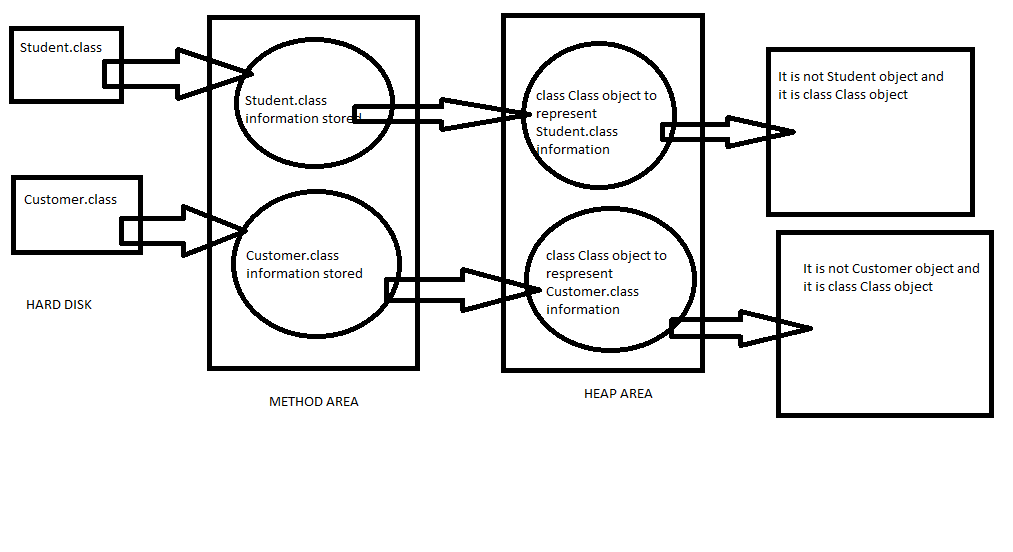 Student.class
Student.class
information stored
class Class object to
represent
Student.class
information
It is not Student object and
it is class Class object
Customer.class
Customer.class
information stored
class Class object to
respresent
Customer.class
information
It is not Customer object and
it is class Class object
HARD DISK
METHOD AREA
HEAP AREA